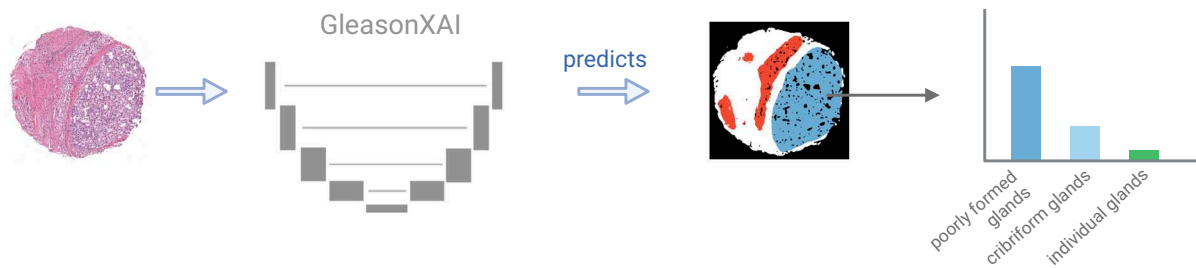 GleasonXAI
predicts
poorly formed
glands
cribriform glands
individual glands